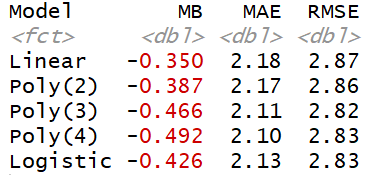 Model MB MAE RMSE
<fct> <dbl> <dbl> <dbl>
Linear -0.350 2.18 2.87
Poly(2) -0.387 2.17 2.86
Poly(3) -0.466 2.11 2.82
Poly(4) -0.492 2.10 2.83
Logistic -0.426 2.13 2.83